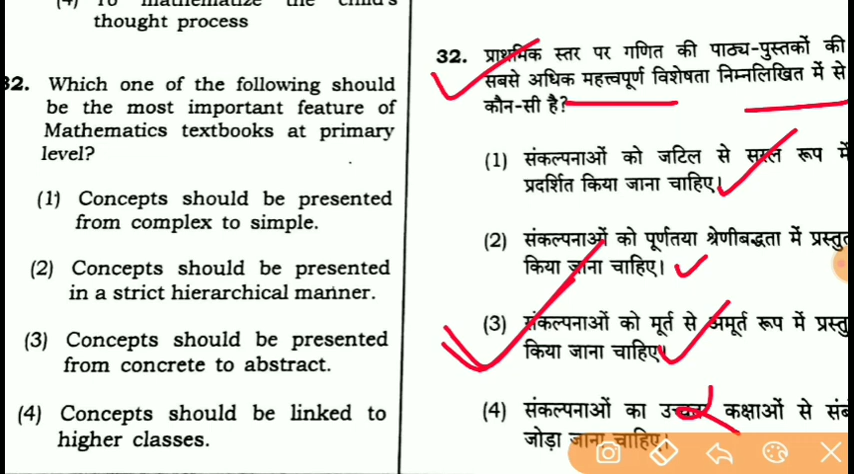 thought process
32. Which one of the following should
be the most important feature of
Mathematics textbooks at primary
level?
(1) Concepts should be presented
from complex to simple.
(2) Concepts should be presented
in a strict hierarchical manner.
(3) Concepts should be presented
from concrete to abstract.
(4) Concepts should be linked to
higher classes.
32. प्राथमिक स्तर पर गणित की पाठ्य-पुस्तकों की
सबसे अधिक महत्त्वपूर्ण विशेषता निम्नलिखित में से
कौन-सी है?
(1) संकल्पनाओं को जटिल से सरल रूप में
प्रदर्शित किया जाना चाहिए।
(2) संकल्पनाओं को पूर्णतया श्रेणीबद्धता में
किया जाना चाहिए।
(3) संकल्पनाओं को मूर्त से अमूर्त रूप में
किया जाना चाहिए।
(4) संकल्पनाओं का उच्चतर कक्षाओं से
जोड़ा जाना चाहिए।